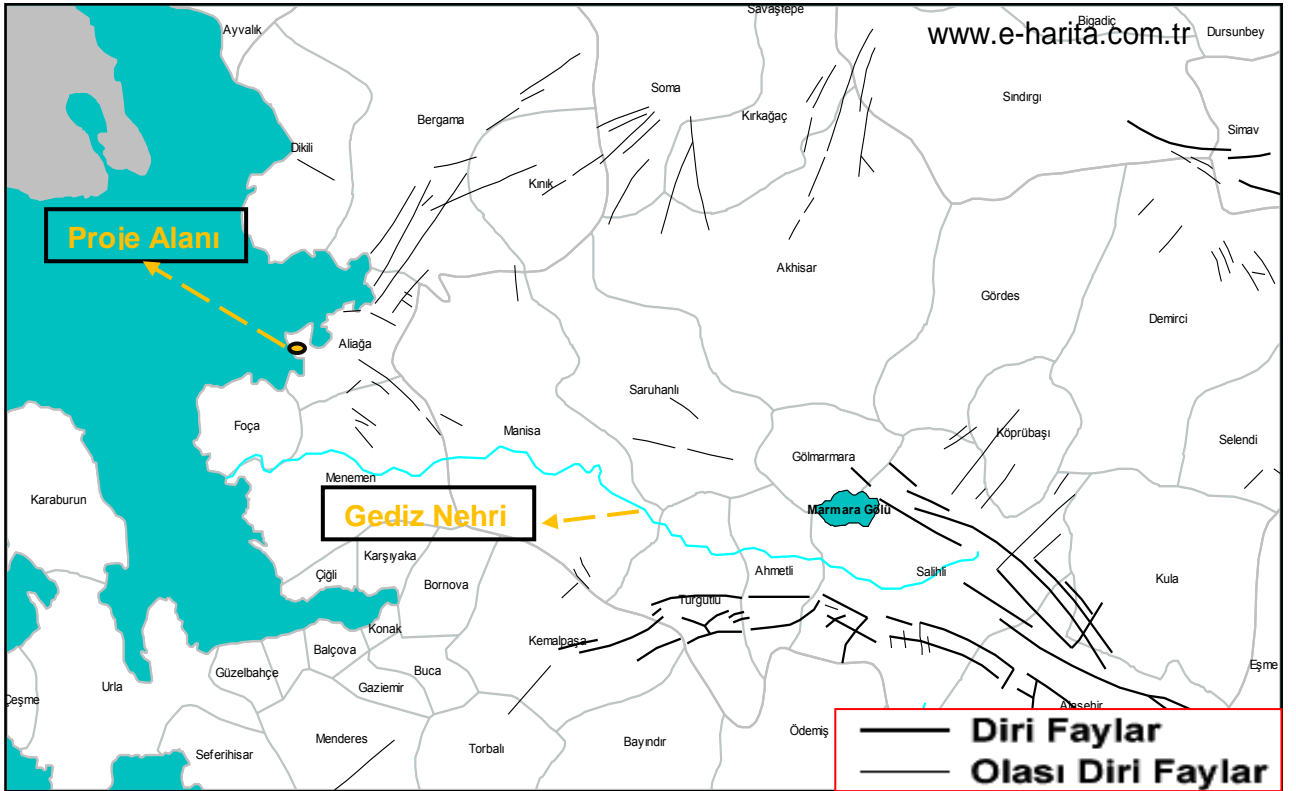 Savaştepe
Bigadiç
www.e-harita.com.tr
Dursunbey
Ayvalık
Soma
Sındırgı
Bergama
Kırkağaç
Simav
Dikili
Kınık
Proje Alanı
Akhisar
Gördes
Demirci
Aliağa
Saruhanlı
Foça
Manisa
Köprübaşı
Selendi
Gölmarmara
Menemen
Karaburun
Marmara Gölü
Gediz Nehri
Karşıyaka
Çiğli
Bornova
Ahmetli
Salihli
Kula
Turgutlu
Konak
Kemalpaşa
Balçova
Güzelbahçe
Buca
Eşme
Urla
Gaziemir
Çeşme
Alaşehir
Ödemiş
Diri Faylar
Menderes
Bayındır
Torbalı
Seferihisar
Olası Diri Faylar